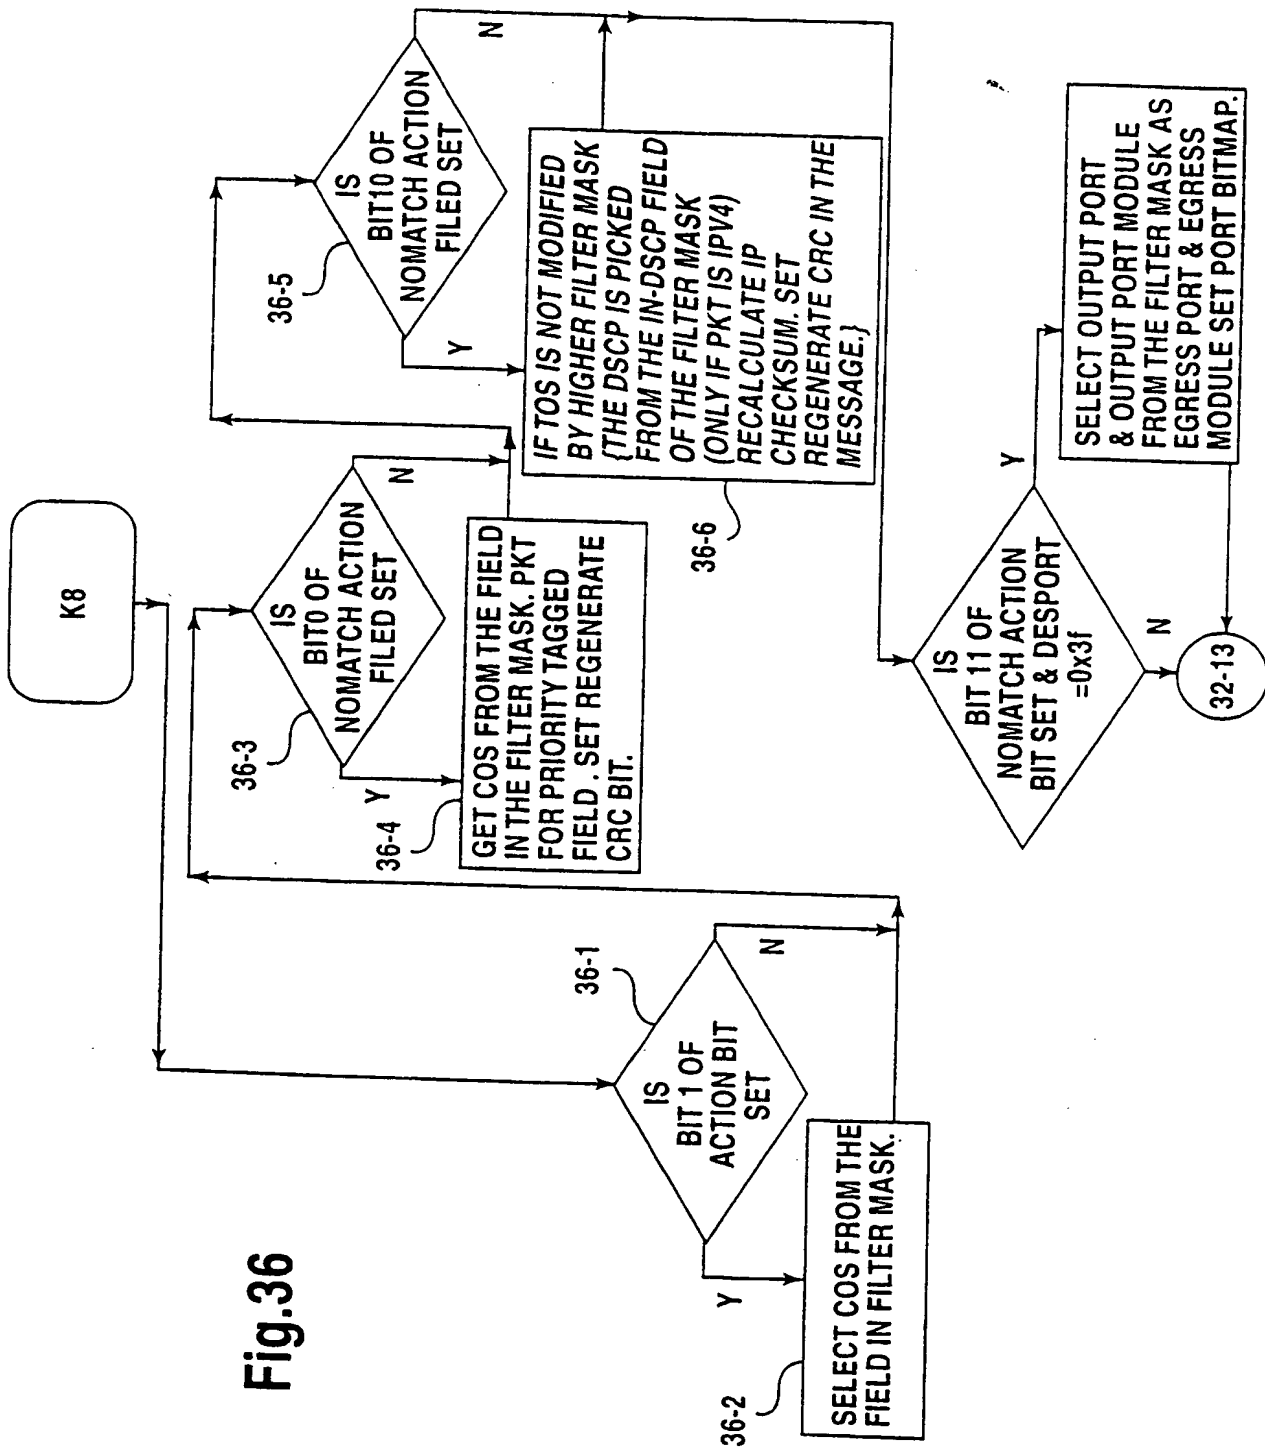 Fig.36
K8
36-1
IS
BIT 1 OF
ACTION BIT
SET
Y
N
36-2
SELECT COS FROM THE
FIELD IN FILTER MASK.
36-3
IS
BIT0 OF
NOMATCH ACTION
FILED SET
Y
N
36-4
GET COS FROM THE FIELD
IN THE FILTER MASK. PKT
FOR PRIORITY TAGGED
FIELD. SET REGENERATE
CRC BIT.
36-5
IS
BIT10 OF
NOMATCH ACTION
FILED SET
Y
N
36-6
IF TOS IS NOT MODIFIED
BY HIGHER FILTER MASK
{THE DSCP IS PICKED
FROM THE IN-DSCP FIELD
OF THE FILTER MASK
(ONLY IF PKT IS IPV4)
RECALCULATE IP
CHECKSUM. SET
REGENERATE CRC IN THE
MESSAGE.}
IS
BIT 11 OF
NOMATCH ACTION
BIT SET & DESPORT
=0x3f
Y
N
SELECT OUTPUT PORT
& OUTPUT PORT MODULE
FROM THE FILTER MASK AS
EGRESS PORT & EGRESS
MODULE SET PORT BITMAP.
32-13